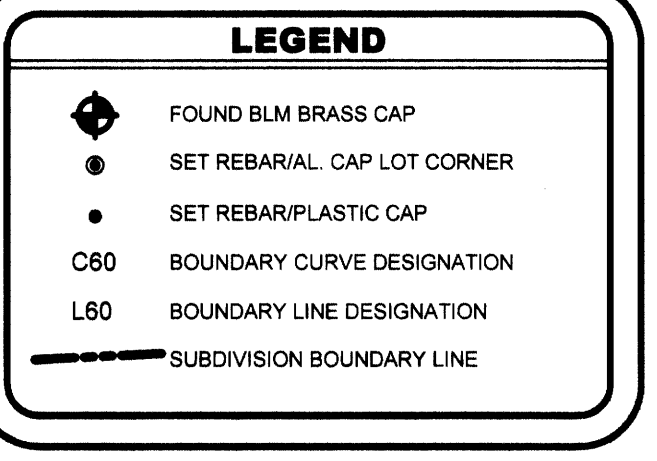 LEGEND
FOUND BLM BRASS CAP
SET REBAR/AL. CAP LOT CORNER
SET REBAR/PLASTIC CAP
C60 BOUNDARY CURVE DESIGNATION
L60 BOUNDARY LINE DESIGNATION
SUBDIVISION BOUNDARY LINE